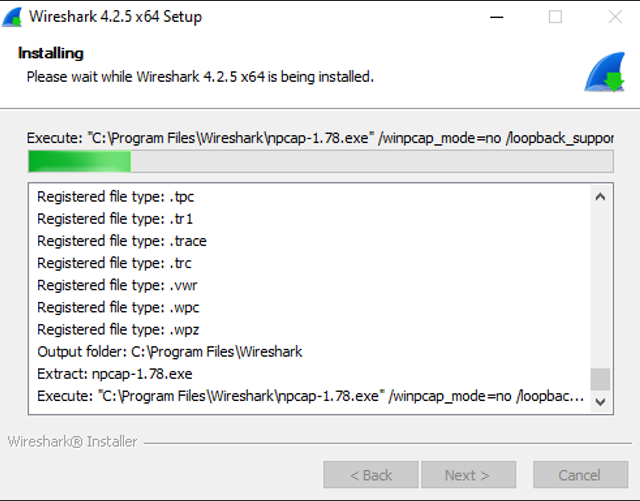 Wireshark 4.2.5 x64 Setup
Installing
Please wait while Wireshark 4.2.5 x64 is being installed.
Execute: "C:\Program Files\Wireshark\npcap-1.78.exe" /winpcap_mode=no /loopback_suppor
Registered file type: .tpc
Registered file type: .tr1
Registered file type: .trace
Registered file type: .trc
Registered file type: .vwr
Registered file type: .wpc
Registered file type: .wpz
Output folder: C:\Program Files\Wireshark
Extract: npcap-1.78.exe
Execute: "C:\Program Files\Wireshark\npcap-1.78.exe" /winpcap_mode=no /loopbac...
Wireshark® Installer
< Back Next > Cancel